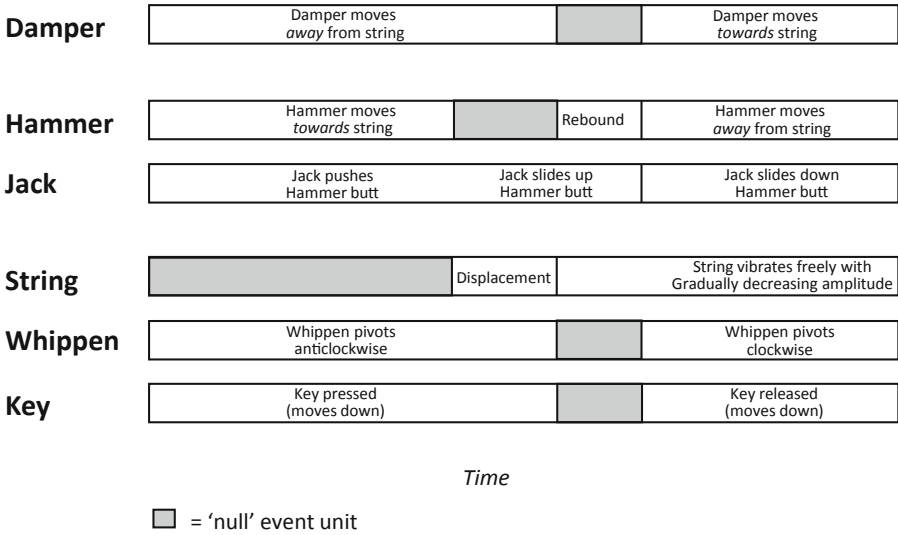 Damper
Damper moves
away from string
Damper moves
towards string
Hammer
Hammer moves
towards string
Rebound
Hammer moves
away from string
Jack
Jack pushes
Hammer butt
Jack slides up
Hammer butt
Jack slides down
Hammer butt
String
Displacement
String vibrates freely with
Gradually decreasing amplitude
Whippen
Whippen pivots
anticlockwise
Whippen pivots
clockwise
Key
Key pressed
(moves down)
Key released
(moves down)
Time
= ‘null’ event unit